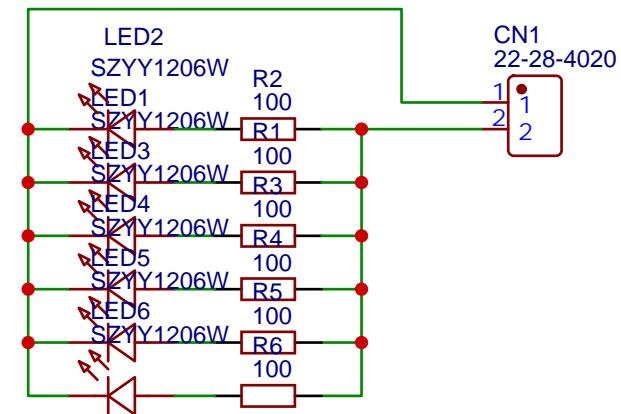 LED2
SZYY1206W
R2
100
LED1
SZYY1206W
R1
100
LED3
SZYY1206W
R3
100
LED4
SZYY1206W
R4
100
LED5
SZYY1206W
R5
100
LED6
SZYY1206W
R6
100
CN1
22-28-4020
1
1
2
2